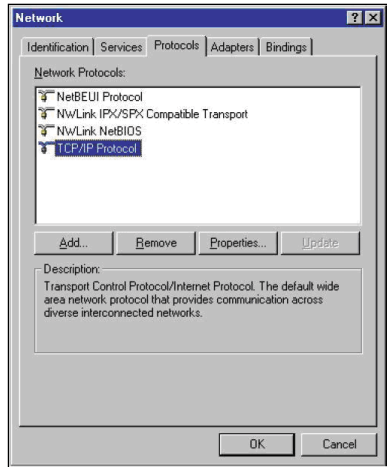 Network
Identification Services Protocols Adapters Bindings
Network Protocols:
NetBEUI Protocol
NWLink IPX/SPX Compatible Transport
NWLink NetBIOS
TCP/IP Protocol
Add... Remove Properties... Update
Description:
Transport Control Protocol/Internet Protocol. The default wide
area network protocol that provides communication across
diverse interconnected networks.
OK Cancel